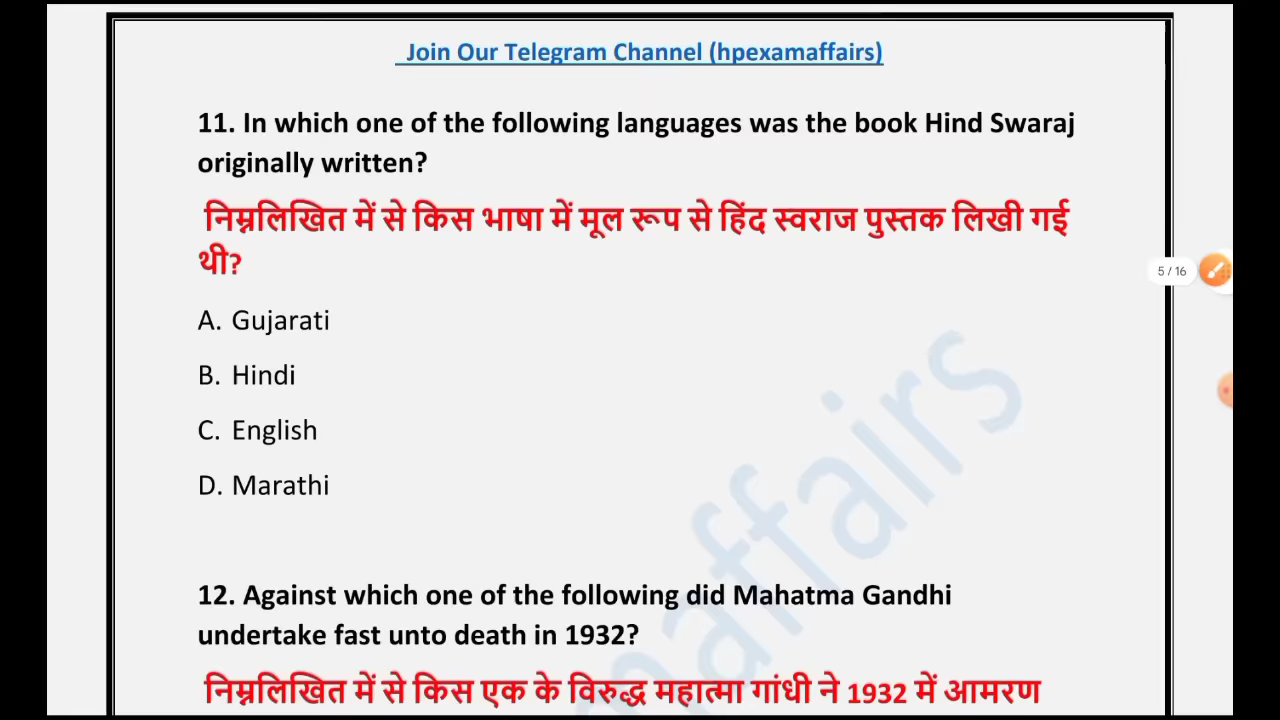 Join Our Telegram Channel (hpexamaffairs)
11. In which one of the following languages was the book Hind Swaraj
originally written?
निम्नलिखित में से किस भाषा में मूल रूप से हिंद स्वराज पुस्तक लिखी गई
थी?
A. Gujarati
B. Hindi
C. English
D. Marathi
12. Against which one of the following did Mahatma Gandhi
undertake fast unto death in 1932?
निम्नलिखित में से किस एक के विरुद्ध महात्मा गांधी ने 1932 में आमरण
5 / 16
maffairs